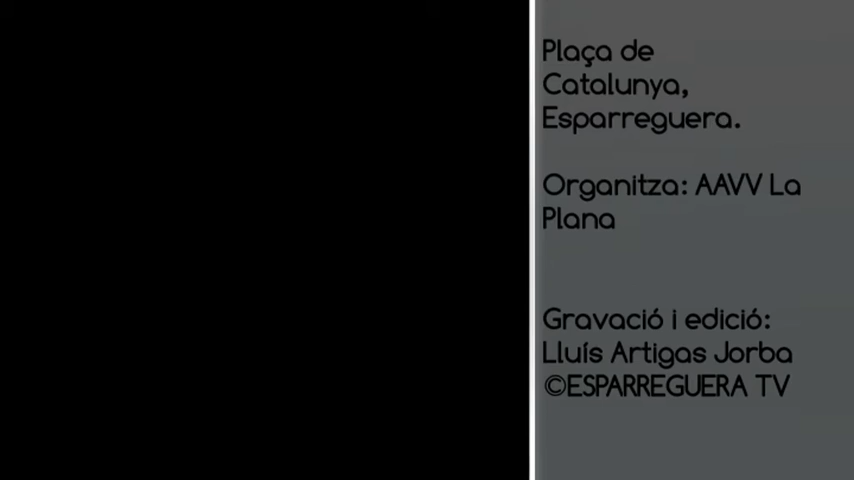 Plaça de
Catalunya,
Esparreguera.
Organitza: AAVV La
Plana
Gravació i edició:
Lluís Artigas Jorba
©ESPARREGUERA TV